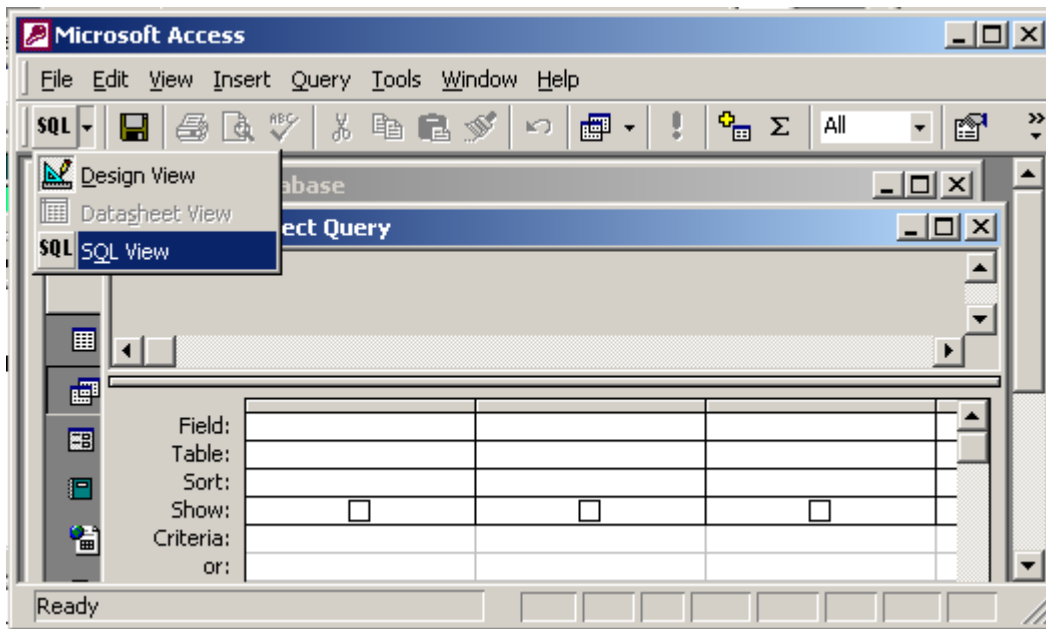 Microsoft Access
File Edit View Insert Query Tools Window Help
SQL ABC All
Design View
abase
Datasheet View
ect Query
SQL SQL View
Field:
Table:
Sort:
Show:
Criteria:
or:
Ready